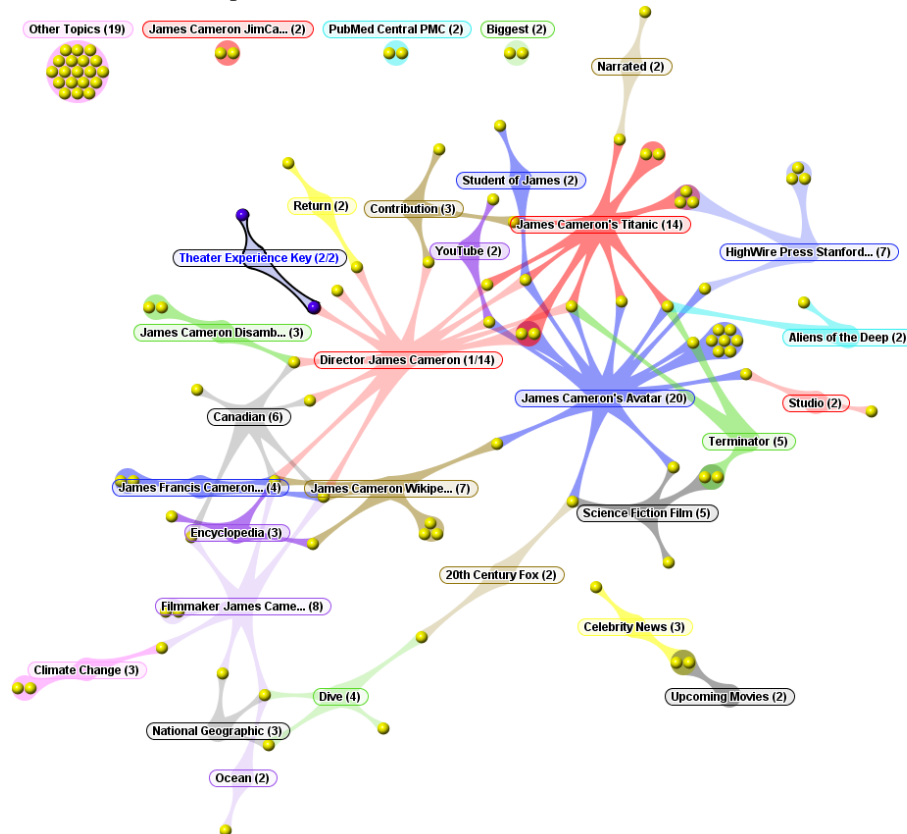 Other Topics (19)
James Cameron JimCa... (2)
PubMed Central PMC (2)
Biggest (2)
Narrated (2)
Student of James (2)
Return (2)
Contribution (3)
James Cameron's Titanic (14)
YouTube (2)
HighWire Press Stanford... (7)
Theater Experience Key (2/2)
James Cameron Disamb... (3)
Aliens of the Deep (2)
Director James Cameron (1/14)
James Cameron's Avatar (20)
Studio (2)
Canadian (6)
Terminator (5)
James Francis Cameron... (4)
James Cameron Wikipe... (7)
Science Fiction Film (5)
Encyclopedia (3)
20th Century Fox (2)
Filmmaker James Came... (8)
Celebrity News (3)
Climate Change (3)
Dive (4)
Upcoming Movies (2)
National Geographic (3)
Ocean (2)